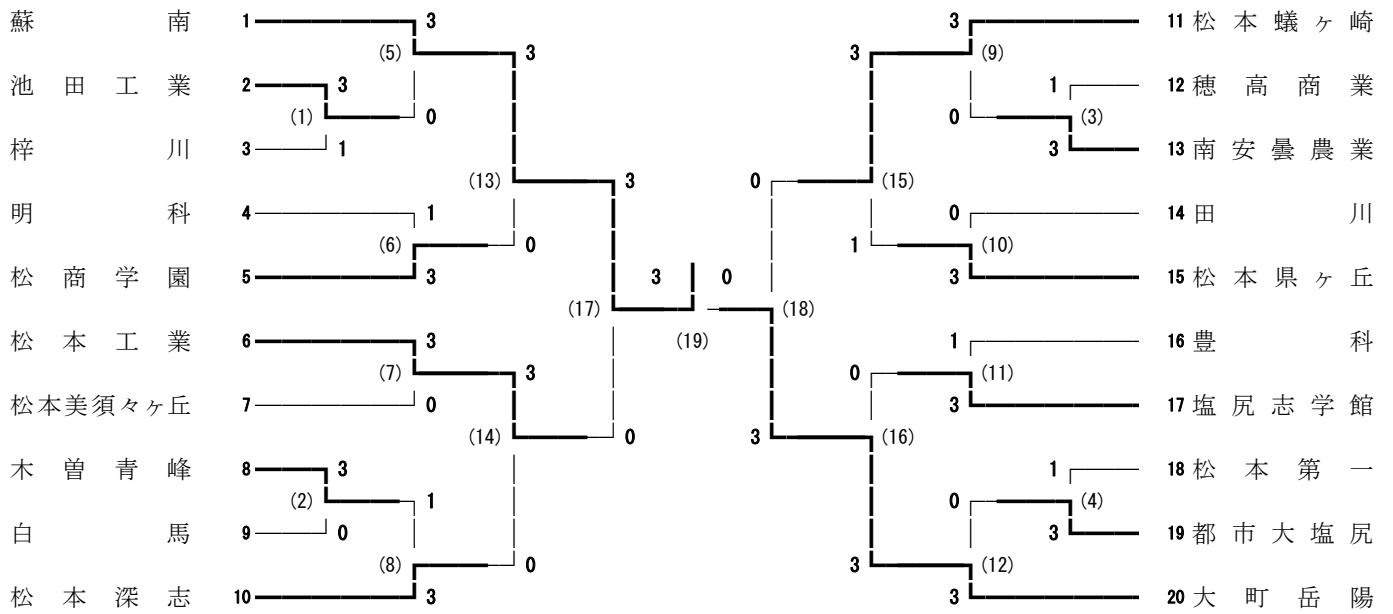 蘇南 1 3 3 11 松本蟻ヶ崎
(5) 3 3 (9)
池田工業 2 3 1 12 穂高商業
(1) 0 0 (3)
梓川 3 1 3 13 南安曇農業
(13) 3 0 (15)
明科 4 1 0 14 田川
(6) 0 1 (10)
松商学園 5 3 3 15 松本県ヶ丘
3 0
(17) (18)
松本工業 6 3 (19) 1 16 豊科
(7) 3 0 (11)
松本美須々ヶ丘 7 0 3 17 塩尻志学館
(14) 0 3 (16)
木曽青峰 8 3 1 18 松本第一
(2) 1 0 (4)
白馬 9 0 3 19 都市大塩尻
(8) 0 3 (12)
松本深志 10 3 3 20 大町岳陽